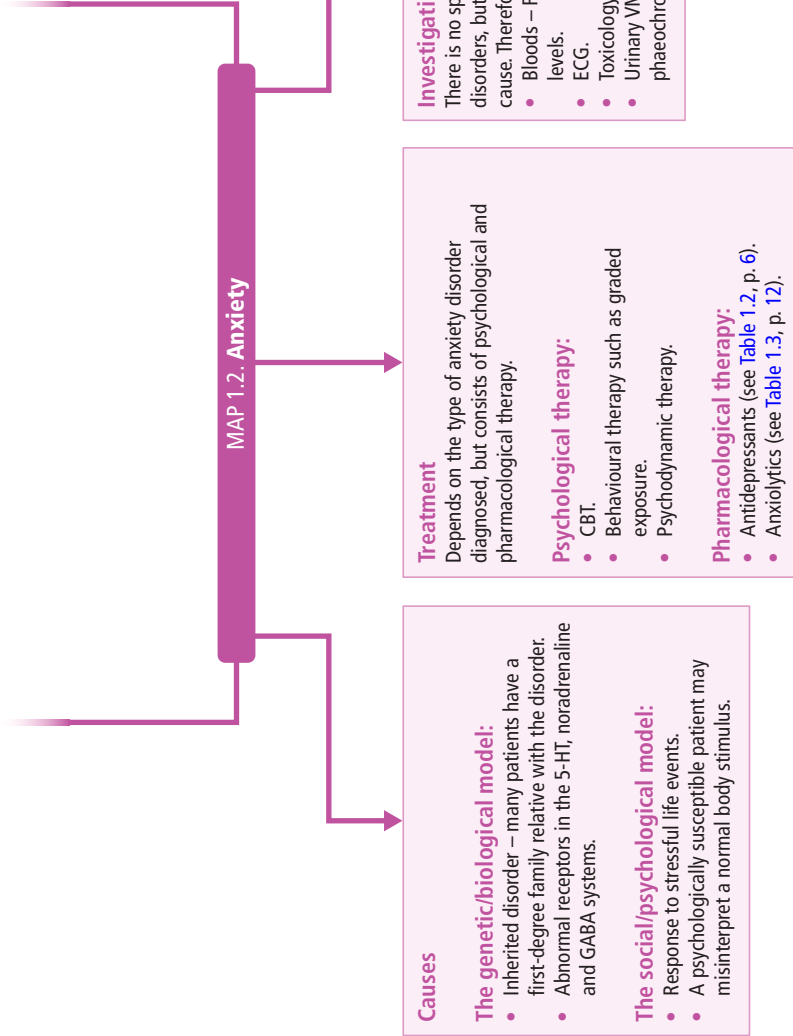 MAP 1.2. Anxiety
Causes
The genetic/biological model:
• Inherited disorder – many patients have a
first-degree family relative with the disorder.
• Abnormal receptors in the 5-HT, noradrenaline
and GABA systems.
The social/psychological model:
• Response to stressful life events.
• A psychologically susceptible patient may
misinterpret a normal body stimulus.
Treatment
Depends on the type of anxiety disorder
diagnosed, but consists of psychological and
pharmacological therapy.
Psychological therapy:
• CBT.
• Behavioural therapy such as graded
exposure.
• Psychodynamic therapy.
Pharmacological therapy:
• Antidepressants (see Table 1.2, p. 6).
• Anxiolytics (see Table 1.3, p. 12).
Investigati
There is no sp
disorders, but
cause. Therefo
• Bloods – F
levels.
• ECG.
• Toxicology
• Urinary VM
phaeochro